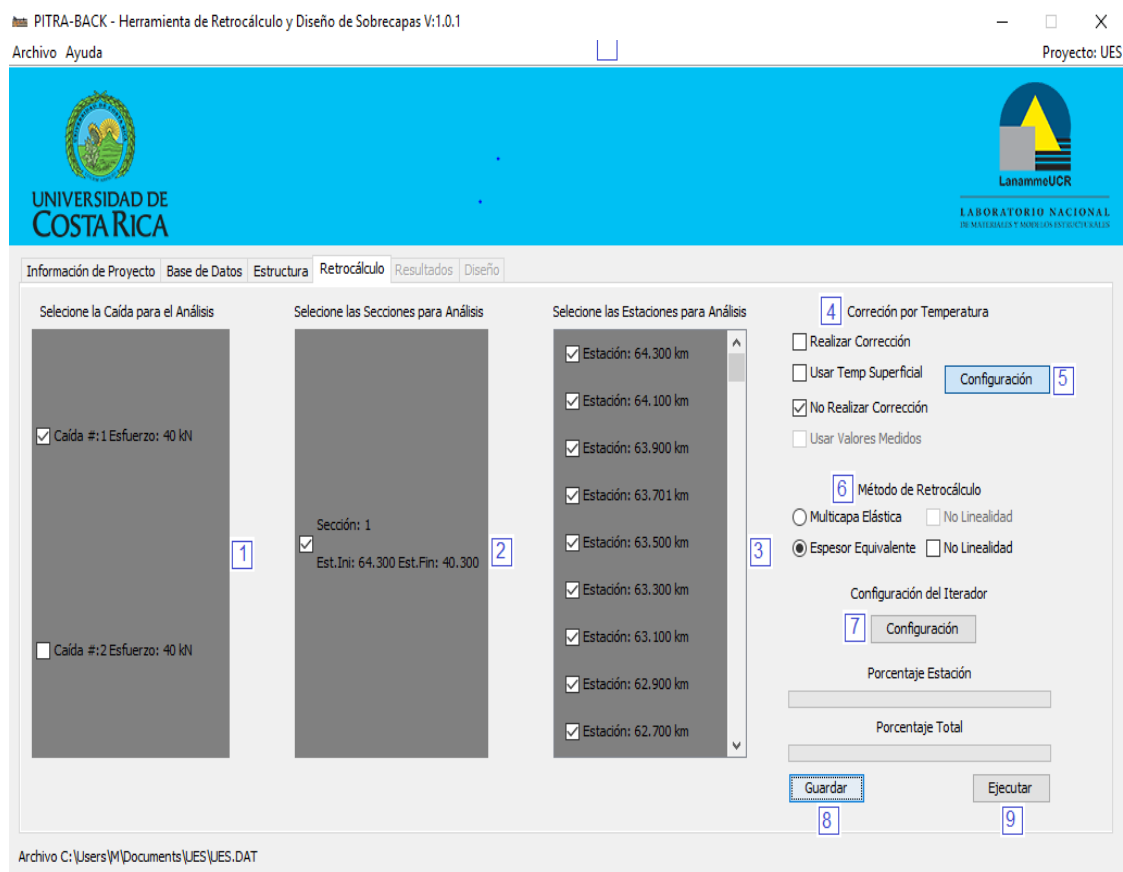 PITRA-BACK - Herramienta de Retrocálculo y Diseño de Sobrecapas V:1.0.1
Archivo Ayuda
Proyecto: UES
UNIVERSIDAD DE
COSTA RICA
LanammeUCR
LABORATORIO NACIONAL
DE MATERIALES Y MODELOS ESTRUCTURALES
Información de Proyecto Base de Datos Estructura Retrocálculo Resultados Diseño
Selecione la Caída para el Análisis
Caída #:1 Esfuerzo: 40 kN
1
Caída #:2 Esfuerzo: 40 kN
Selecione las Secciones para Análisis
Sección: 1
Est.Ini: 64.300 Est.Fin: 40.300
2
Selecione las Estaciones para Análisis
Estación: 64.300 km
Estación: 64.100 km
Estación: 63.900 km
Estación: 63.701 km
Estación: 63.500 km
3
Estación: 63.300 km
Estación: 63.100 km
Estación: 62.900 km
Estación: 62.700 km
4 Correción por Temperatura
Realizar Corrección
Usar Temp Superficial
Configuración 5
No Realizar Corrección
Usar Valores Medidos
6 Método de Retrocálculo
Multicapa Elástica No Linealidad
Espesor Equivalente No Linealidad
Configuración del Iterador
7 Configuración
Porcentaje Estación
Porcentaje Total
Guardar Ejecutar
8 9
Archivo C:\Users\M\Documents\UES\UES.DAT